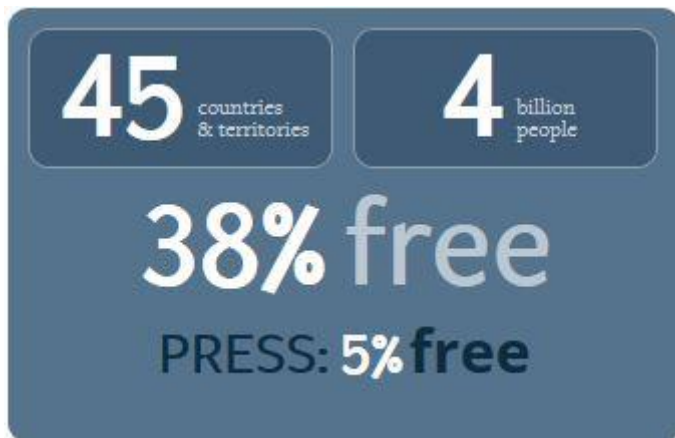 45 countries
& territories
4 billion
people
38% free
PRESS: 5% free